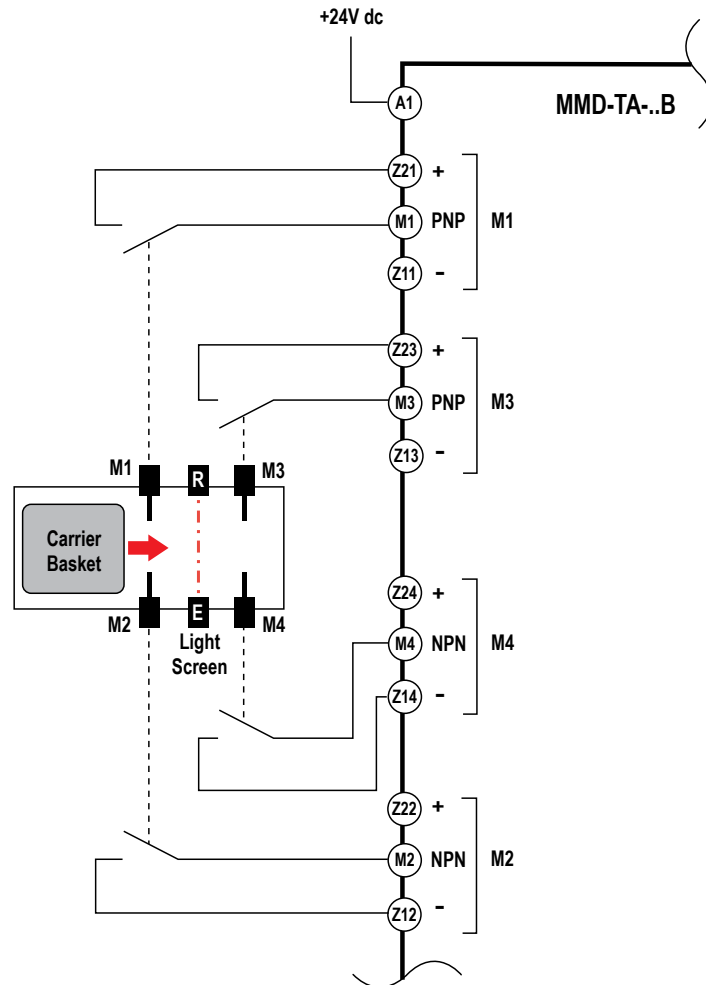 +24V dc
A1
MMD-TA-..B
Z21 +
M1 PNP M1
Z11 -
Z23 +
M3 PNP M3
Z13 -
M1 R M3
Carrier
Basket
M2 E M4
Light
Screen
Z24 +
M4 NPN M4
Z14 -
Z22 +
M2 NPN M2
Z12 -